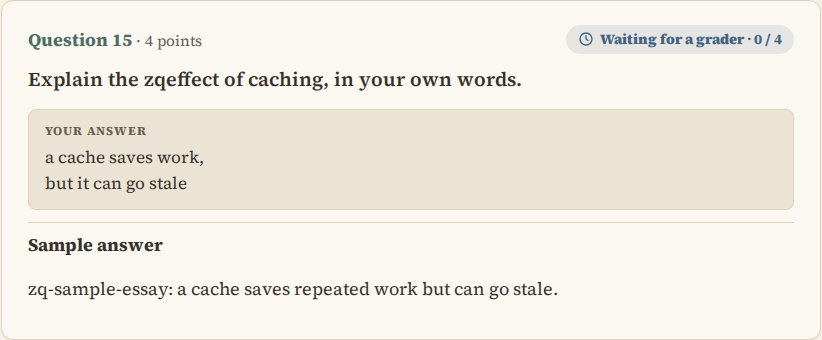 Question 15 · 4 points
Waiting for a grader · 0 / 4
Explain the zqeffect of caching, in your own words.
YOUR ANSWER
a cache saves work,
but it can go stale
Sample answer
zq-sample-essay: a cache saves repeated work but can go stale.